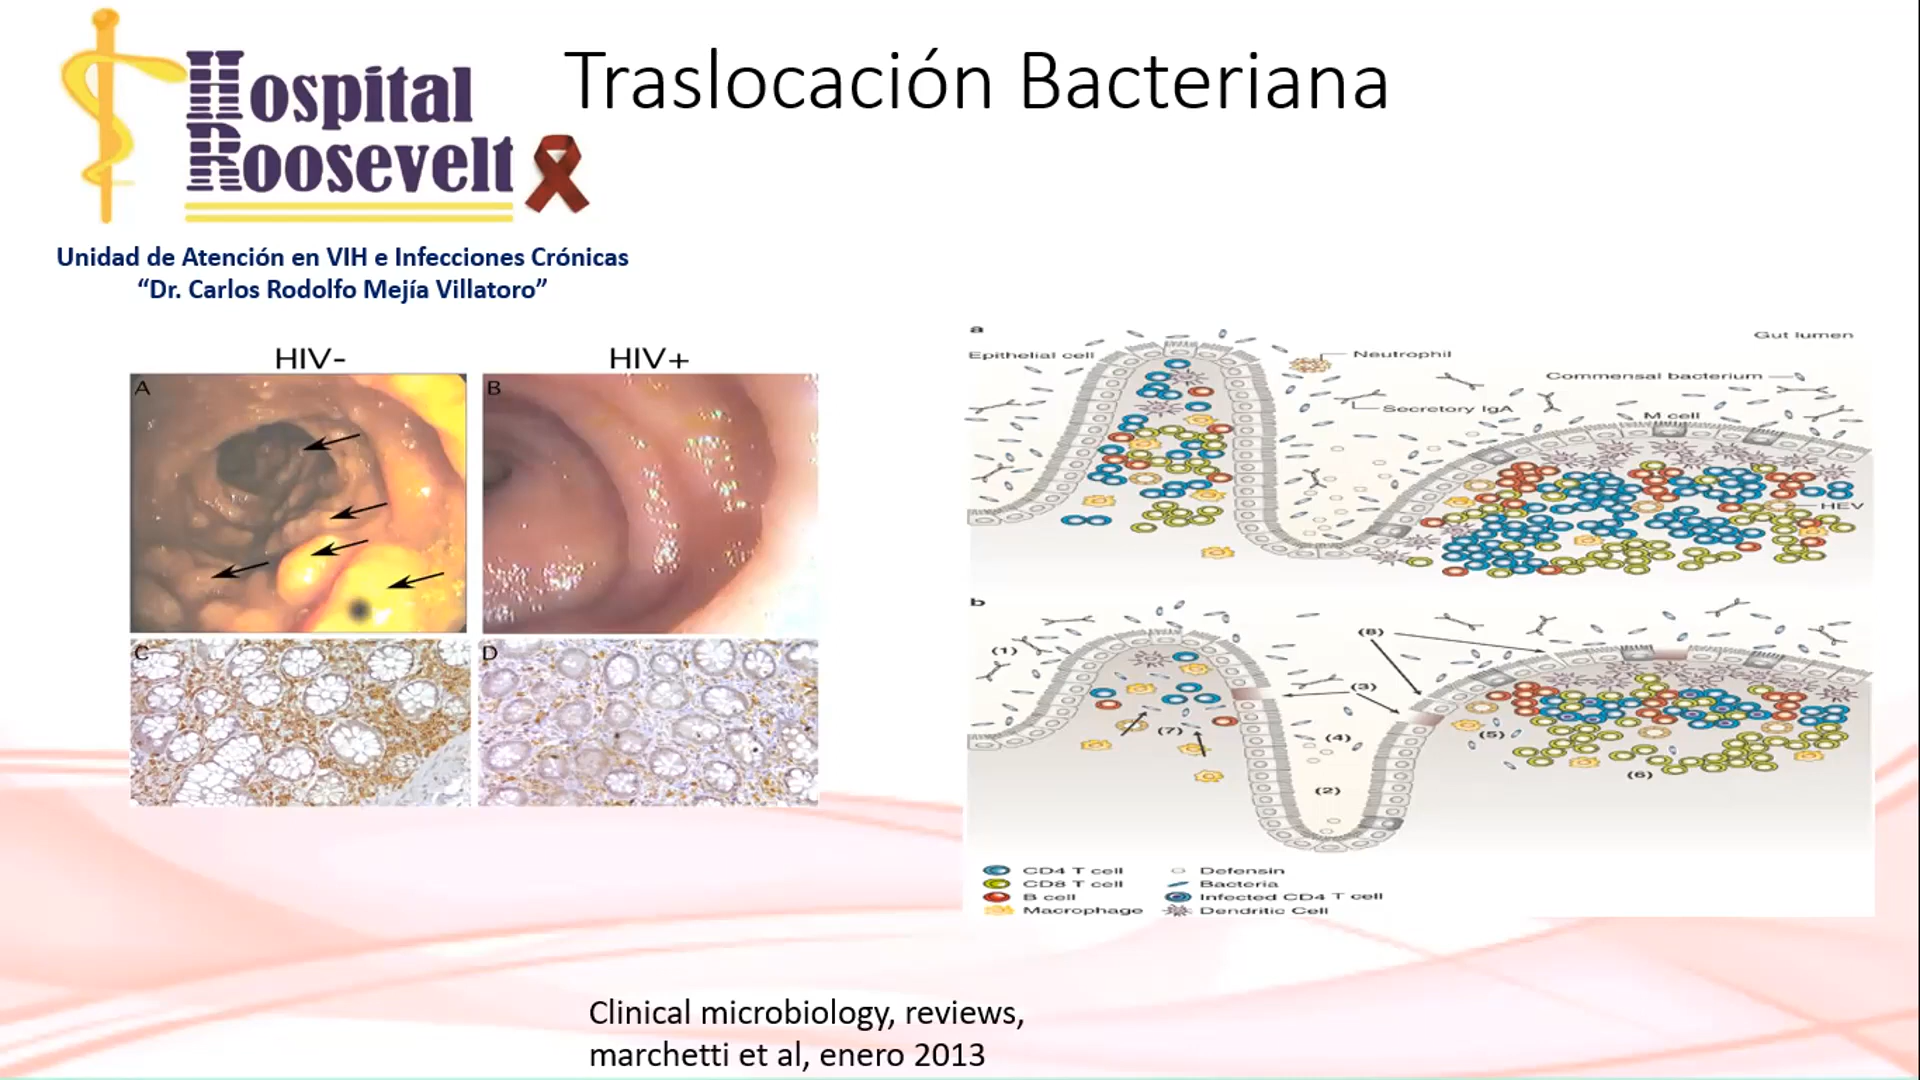 Hospital
Roosevelt
Traslocación Bacteriana
Unidad de Atención en VIH e Infecciones Crónicas
“Dr. Carlos Rodolfo Mejía Villatoro”
HIV-
HIV+
A
B
C
D
a
Gut lumen
Epithelial cell
Neutrophil
Commensal bacterium
Secretory IgA
M cell
HEV
b
(1)
(8)
(3)
(7)
(4)
(5)
(2)
(6)
CD4 T cell
Defensin
CD8 T cell
Bacteria
B cell
Infected CD4 T cell
Macrophage
Dendritic Cell
Clinical microbiology, reviews,
marchetti et al, enero 2013